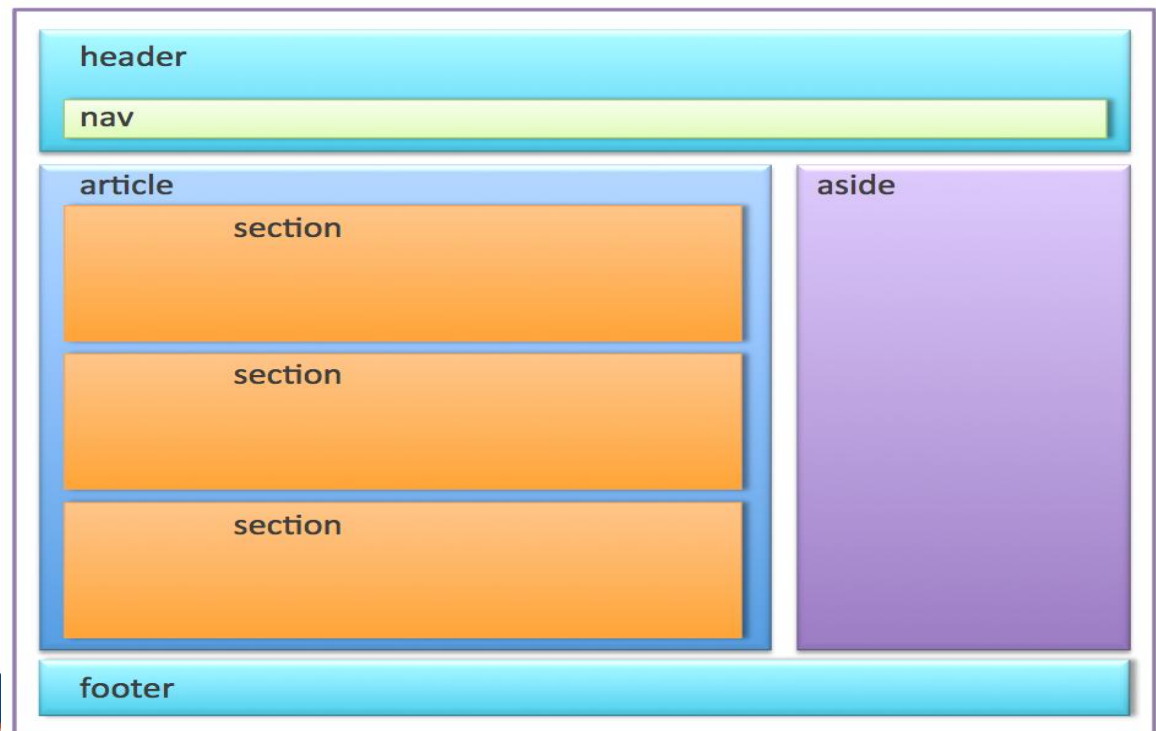 header
nav
article
aside
section
section
section
footer